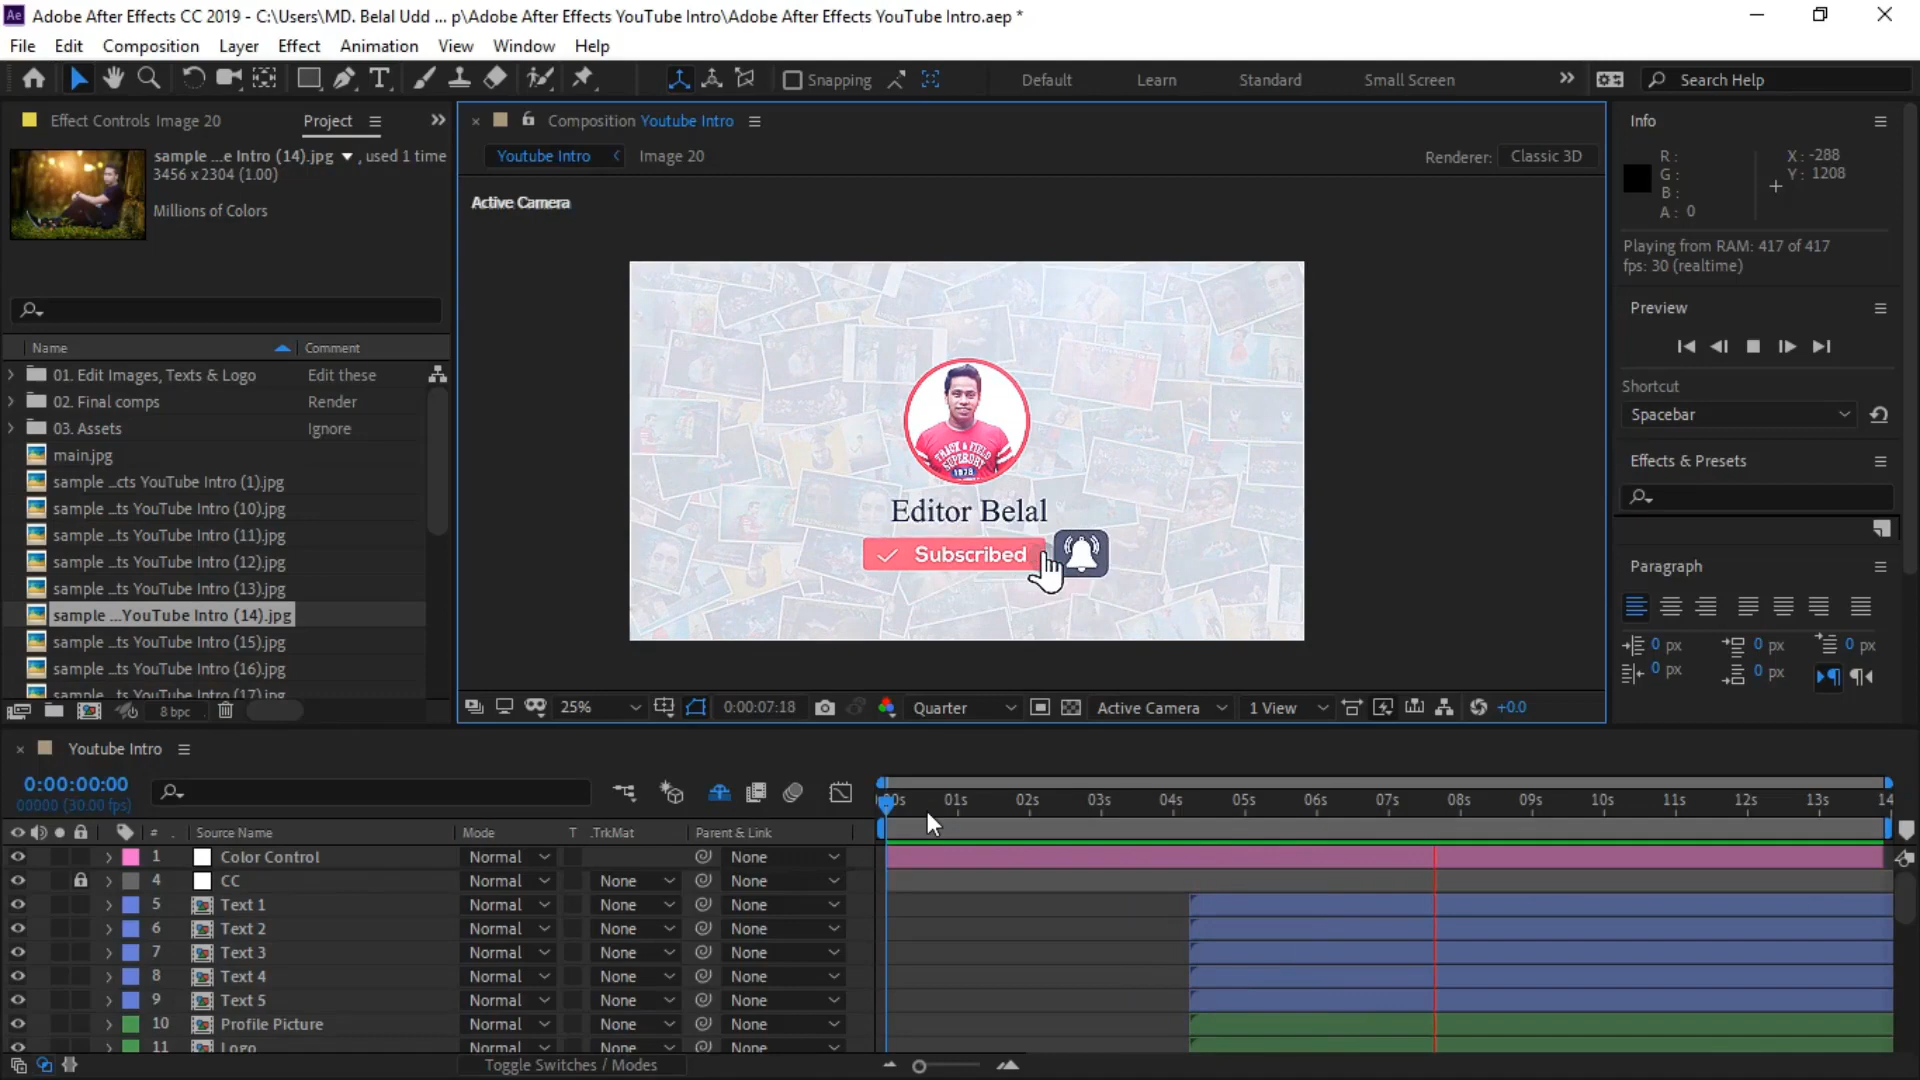 Ae Adobe After Effects CC 2019 - C:\Users\MD. Belal Udd ... p\Adobe After Effects YouTube Intro\Adobe After Effects YouTube Intro.aep *
File Edit Composition Layer Effect Animation View Window Help
Snapping Default Learn Standard Small Screen Search Help
Effect Controls Image 20 Project
sample ...e Intro (14).jpg , used 1 time
3456 x 2304 (1.00)
Millions of Colors
Name Comment
01. Edit Images, Texts & Logo Edit these
02. Final comps Render
03. Assets Ignore
main.jpg
sample ...cts YouTube Intro (1).jpg
sample ...ts YouTube Intro (10).jpg
sample ...ts YouTube Intro (11).jpg
sample ...ts YouTube Intro (12).jpg
sample ...ts YouTube Intro (13).jpg
sample ...YouTube Intro (14).jpg
sample ...ts YouTube Intro (15).jpg
sample ...ts YouTube Intro (16).jpg
sample ...ts YouTube Intro (17).jpg
8 bpc
Composition Youtube Intro
Youtube Intro Image 20 Renderer: Classic 3D
Active Camera
TRACK & FIELD
SUPERDRY
1978
Editor Belal
Subscribed
25% 0:00:07:18 Quarter Active Camera 1 View +0.0
Info
R : X : -288
G : Y : 1208
B :
A : 0
Playing from RAM: 417 of 417
fps: 30 (realtime)
Preview
Shortcut
Spacebar
Effects & Presets
Paragraph
0 px 0 px 0 px
0 px 0 px
Youtube Intro
0:00:00:00
00000 (30.00 fps)
:00s 01s 02s 03s 04s 05s 06s 07s 08s 09s 10s 11s 12s 13s 14
# . Source Name Mode T .TrkMat Parent & Link
1 Color Control Normal None
4 CC Normal None None
5 Text 1 Normal None None
6 Text 2 Normal None None
7 Text 3 Normal None None
8 Text 4 Normal None None
9 Text 5 Normal None None
10 Profile Picture Normal None None
11 Logo Normal None None
Toggle Switches / Modes